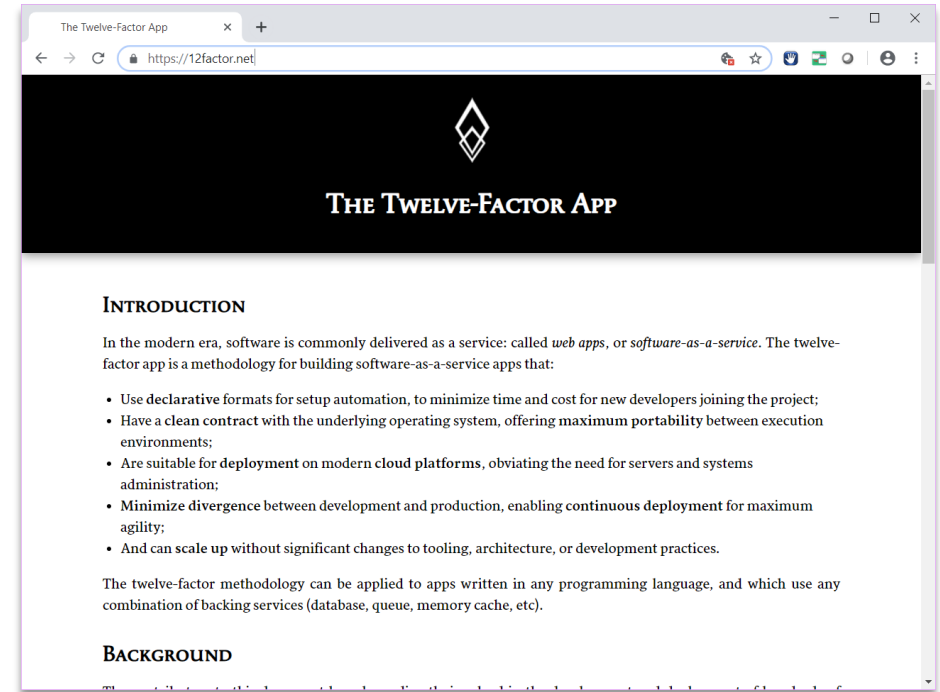 The Twelve-Factor App
https://12factor.net
The Twelve-Factor App
Introduction
In the modern era, software is commonly delivered as a service: called web apps, or software-as-a-service. The twelve-
factor app is a methodology for building software-as-a-service apps that:
• Use declarative formats for setup automation, to minimize time and cost for new developers joining the project;
• Have a clean contract with the underlying operating system, offering maximum portability between execution
environments;
• Are suitable for deployment on modern cloud platforms, obviating the need for servers and systems
administration;
• Minimize divergence between development and production, enabling continuous deployment for maximum
agility;
• And can scale up without significant changes to tooling, architecture, or development practices.
The twelve-factor methodology can be applied to apps written in any programming language, and which use any
combination of backing services (database, queue, memory cache, etc).
Background